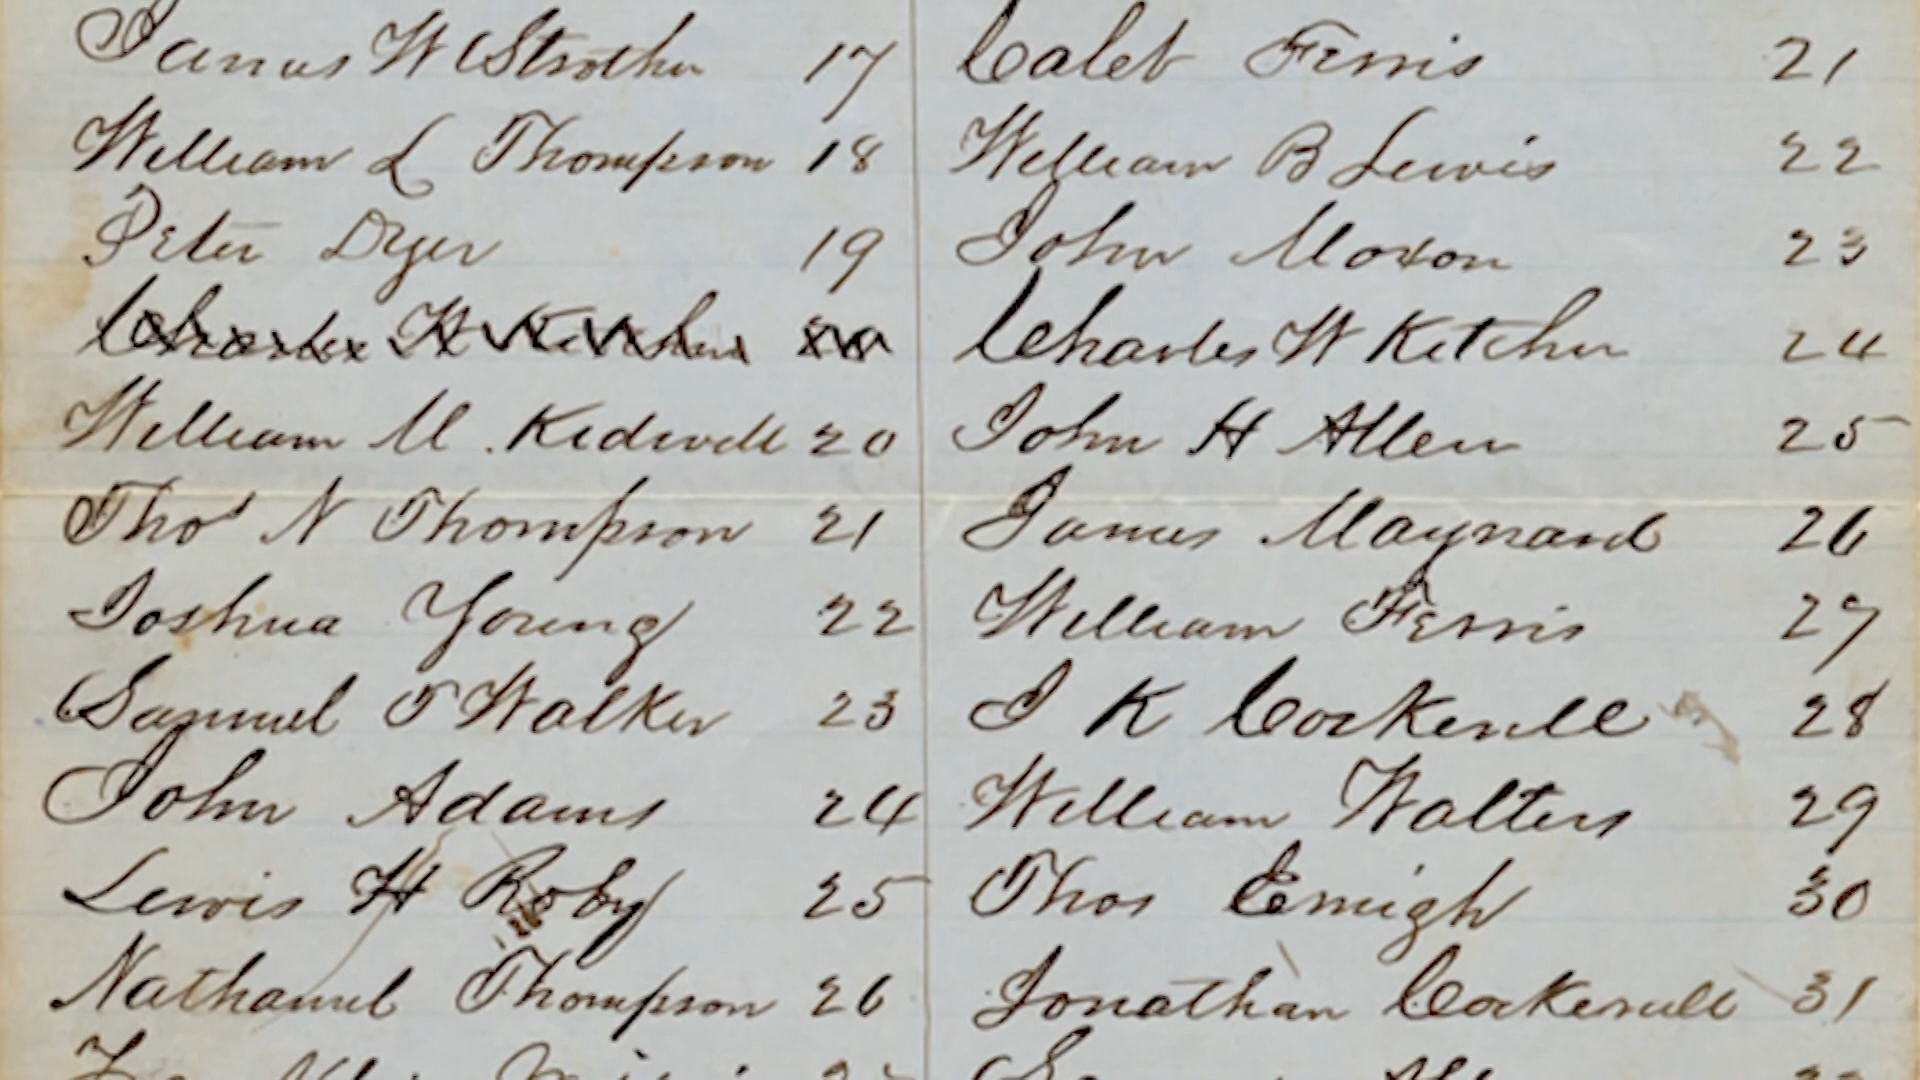 James W Strother 17
William L Thompson 18
Peter Dyer 19
Charles W Ketcher 20
William M. Kidwell 20
Thos N Thompson 21
Joshua Young 22
Samuel T Walker 23
John Adams 24
Lewis H Roby 25
Nathaniel Thompson 26
Caleb Ferris 21
William B Lewis 22
John Moxon 23
Charles W Ketcher 24
John H Allen 25
James Maynard 26
William Ferris 27
J K Cockerill 28
William Walters 29
Thos Emigh 30
Jonathan Cockerill 31